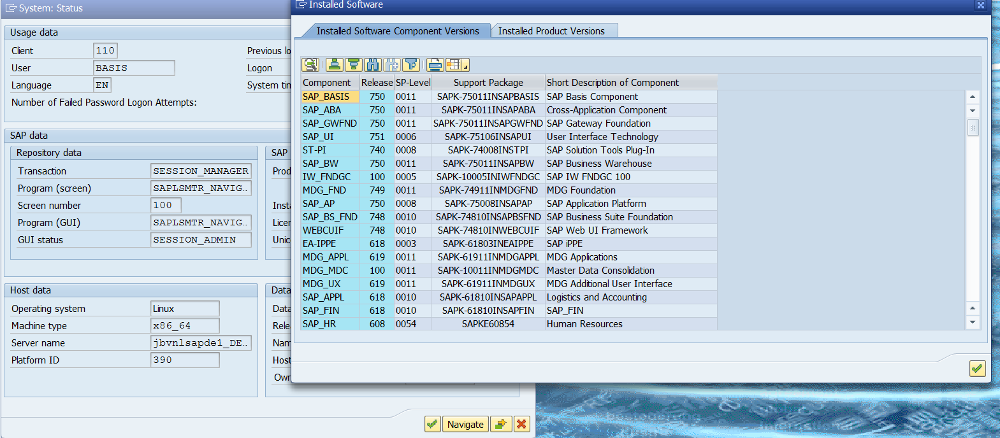 System: Status
Usage data
Client 110 Previous lo
User BASIS Logon
Language EN System tin
Number of Failed Password Logon Attempts:
SAP data
Repository data SAP
Transaction SESSION_MANAGER Prod
Program (screen) SAPLSMTR_NAVIG…
Screen number 100 Insta
Program (GUI) SAPLSMTR_NAVIG… Licen
GUI status SESSION_ADMIN Unic
Host data Data
Operating system Linux Data
Machine type x86_64 Rele
Server name jbvnlsapde1_DE… Nam
Platform ID 390 Host
Own
Navigate
Installed Software
Installed Software Component Versions Installed Product Versions
Component Release SP-Level Support Package Short Description of Component
SAP_BASIS 750 0011 SAPK-75011INSAPBASIS SAP Basis Component
SAP_ABA 750 0011 SAPK-75011INSAPABA Cross-Application Component
SAP_GWFND 750 0011 SAPK-75011INSAPGWFND SAP Gateway Foundation
SAP_UI 751 0006 SAPK-75106INSAPUI User Interface Technology
ST-PI 740 0008 SAPK-74008INSTPI SAP Solution Tools Plug-In
SAP_BW 750 0011 SAPK-75011INSAPBW SAP Business Warehouse
IW_FNDGC 100 0005 SAPK-10005INIWFNDGC SAP IW FNDGC 100
MDG_FND 749 0011 SAPK-74911INMDGFND MDG Foundation
SAP_AP 750 0008 SAPK-75008INSAPAP SAP Application Platform
SAP_BS_FND 748 0010 SAPK-74810INSAPBSFND SAP Business Suite Foundation
WEBCUIF 748 0010 SAPK-74810INWEBCUIF SAP Web UI Framework
EA-IPPE 618 0003 SAPK-61803INEAIPPE SAP iPPE
MDG_APPL 619 0011 SAPK-61911INMDGAPPL MDG Applications
MDG_MDC 100 0011 SAPK-10011INMDGMDC Master Data Consolidation
MDG_UX 619 0011 SAPK-61911INMDGUX MDG Additional User Interface
SAP_APPL 618 0010 SAPK-61810INSAPAPPL Logistics and Accounting
SAP_FIN 618 0010 SAPK-61810INSAPFIN SAP_FIN
SAP_HR 608 0054 SAPKE60854 Human Resources